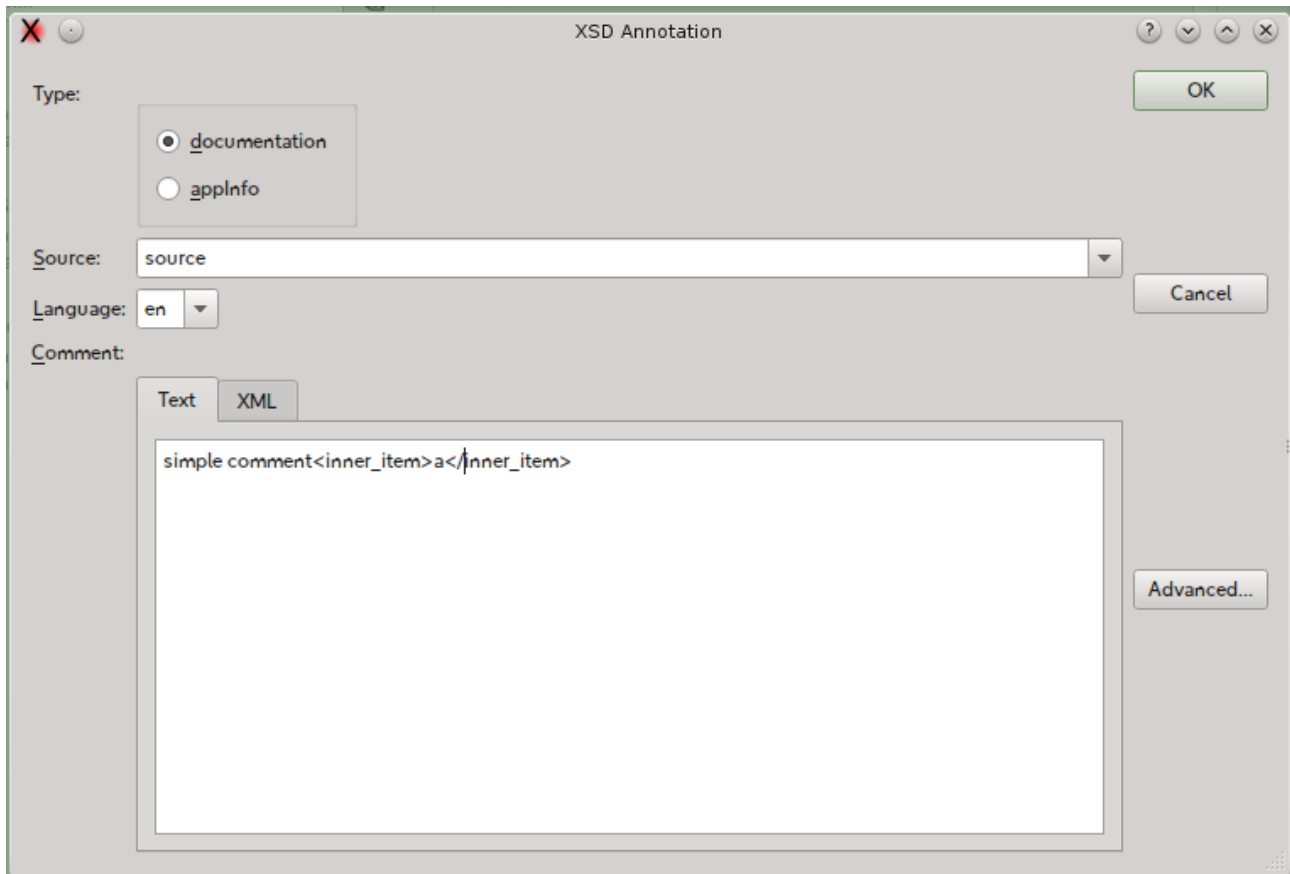 XSD Annotation
Type:
OK
documentation
appInfo
Source: source
Cancel
Language: en
Comment:
Text XML
simple comment<inner_item>a</inner_item>
Advanced...